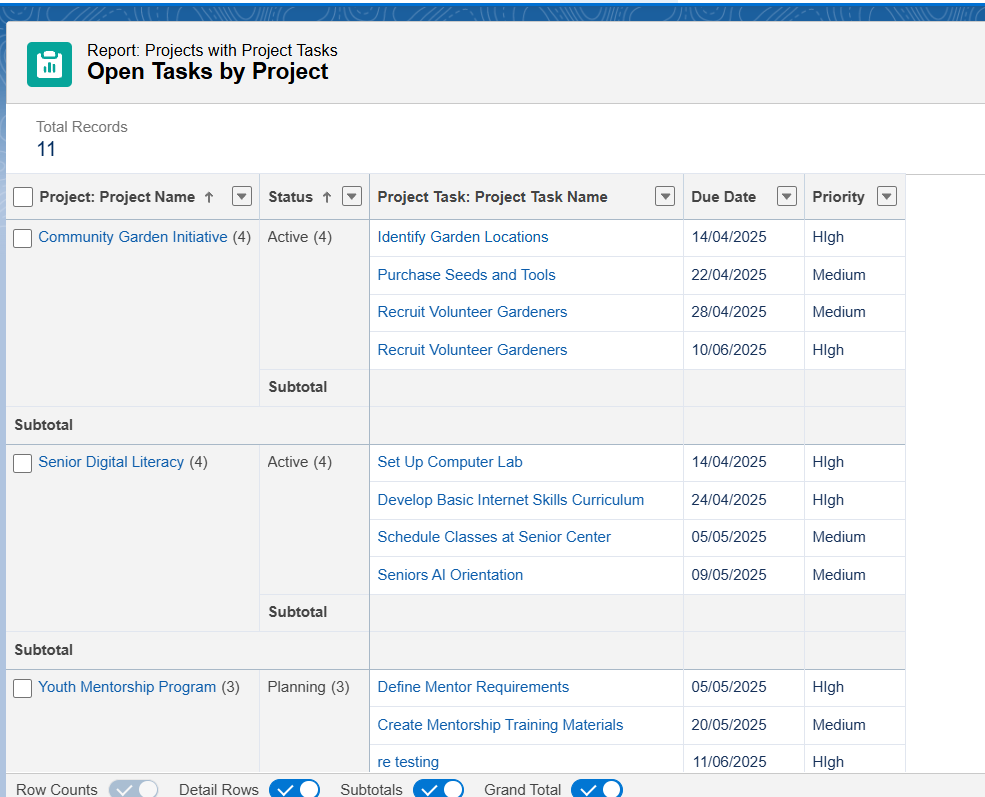 Report: Projects with Project Tasks
Open Tasks by Project
Total Records
11
Project: Project Name ↑ Status ↑ Project Task: Project Task Name Due Date Priority
Community Garden Initiative (4) Active (4) Identify Garden Locations 14/04/2025 HIgh
Purchase Seeds and Tools 22/04/2025 Medium
Recruit Volunteer Gardeners 28/04/2025 Medium
Recruit Volunteer Gardeners 10/06/2025 HIgh
Subtotal
Subtotal
Senior Digital Literacy (4) Active (4) Set Up Computer Lab 14/04/2025 HIgh
Develop Basic Internet Skills Curriculum 24/04/2025 HIgh
Schedule Classes at Senior Center 05/05/2025 Medium
Seniors AI Orientation 09/05/2025 Medium
Subtotal
Subtotal
Youth Mentorship Program (3) Planning (3) Define Mentor Requirements 05/05/2025 HIgh
Create Mentorship Training Materials 20/05/2025 Medium
re testing 11/06/2025 HIgh
Row Counts Detail Rows Subtotals Grand Total